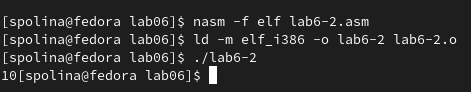 [spolina@fedora lab06]$ nasm -f elf lab6-2.asm
[spolina@fedora lab06]$ ld -m elf_i386 -o lab6-2 lab6-2.o
[spolina@fedora lab06]$ ./lab6-2
10[spolina@fedora lab06]$